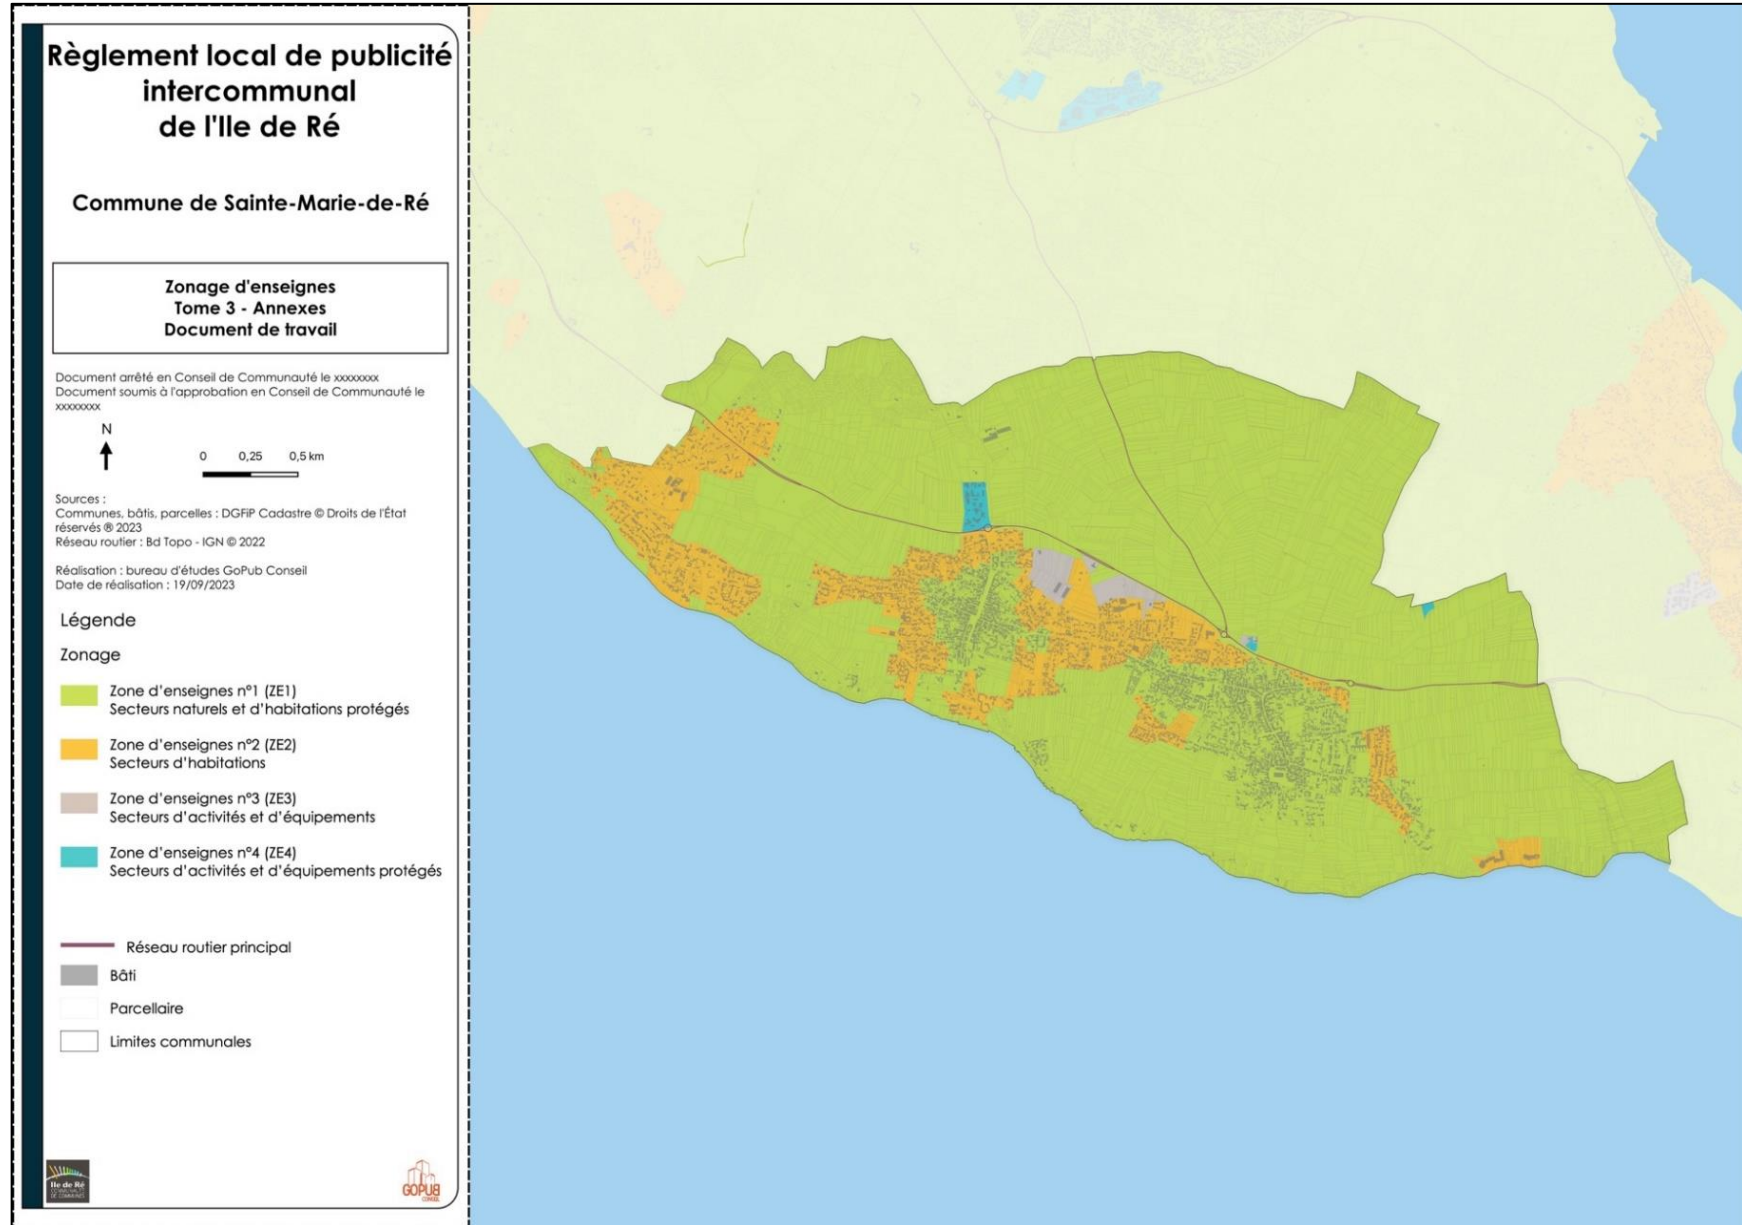 Règlement local de publicité
intercommunal
de l'Ile de Ré
Commune de Sainte-Marie-de-Ré
Zonage d'enseignes
Tome 3 - Annexes
Document de travail
Document arrêté en Conseil de Communauté le xxxxxxxx
Document soumis à l'approbation en Conseil de Communauté le
xxxxxxxx
N
0 0,25 0,5 km
Sources :
Communes, bâtis, parcelles : DGFiP Cadastre © Droits de l'État
réservés ® 2023
Réseau routier : Bd Topo - IGN © 2022
Réalisation : bureau d'études GoPub Conseil
Date de réalisation : 19/09/2023
Légende
Zonage
Zone d'enseignes n°1 (ZE1)
Secteurs naturels et d'habitations protégés
Zone d'enseignes n°2 (ZE2)
Secteurs d'habitations
Zone d'enseignes n°3 (ZE3)
Secteurs d'activités et d'équipements
Zone d'enseignes n°4 (ZE4)
Secteurs d'activités et d'équipements protégés
Réseau routier principal
Bâti
Parcellaire
Limites communales
Ile de Ré
COMMUNAUTÉ
DE COMMUNES
GOPUB
CONSEIL